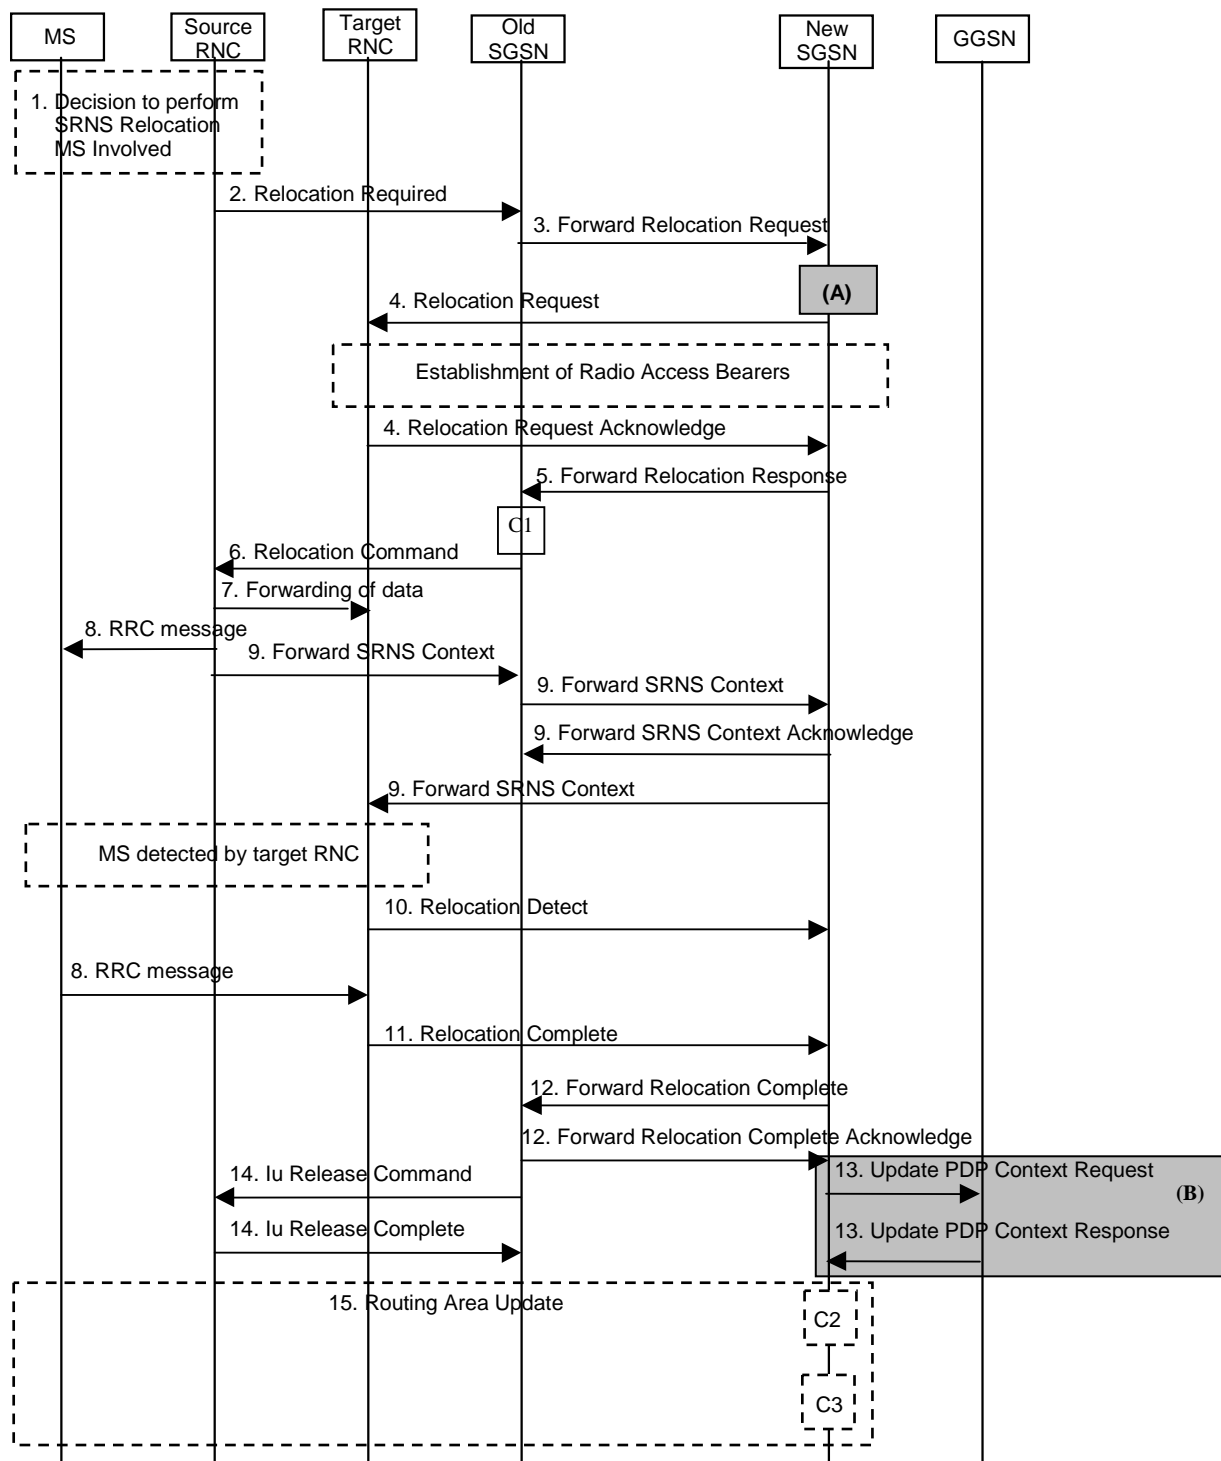 MS
Source
RNC
Target
RNC
Old
SGSN
New
SGSN
GGSN
1. Decision to perform
SRNS Relocation
MS Involved
2. Relocation Required
3. Forward Relocation Request
(A)
4. Relocation Request
Establishment of Radio Access Bearers
4. Relocation Request Acknowledge
5. Forward Relocation Response
C1
6. Relocation Command
7. Forwarding of data
8. RRC message
9. Forward SRNS Context
9. Forward SRNS Context
9. Forward SRNS Context Acknowledge
9. Forward SRNS Context
MS detected by target RNC
10. Relocation Detect
8. RRC message
11. Relocation Complete
12. Forward Relocation Complete
12. Forward Relocation Complete Acknowledge
13. Update PDP Context Request
14. Iu Release Command
(B)
13. Update PDP Context Response
14. Iu Release Complete
15. Routing Area Update
C2
C3